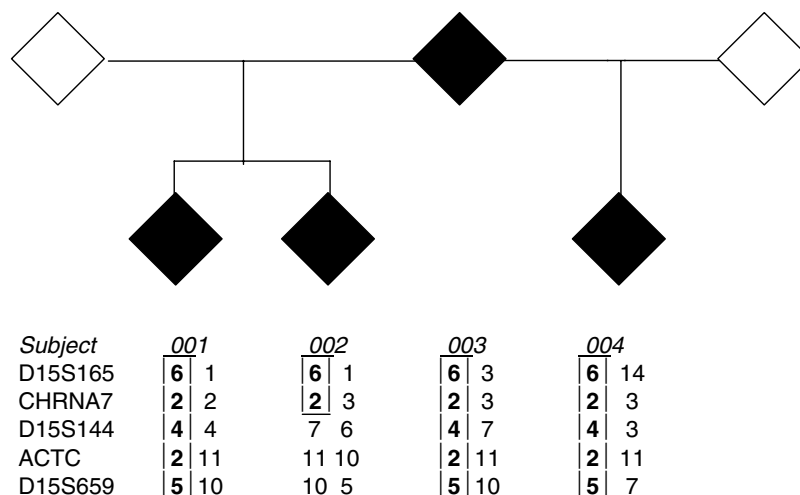 Subject 001 002 003 004
D15S165 6 1 6 1 6 3 6 14
CHRNA7 2 2 2 3 2 3 2 3
D15S144 4 4 7 6 4 7 4 3
ACTC 2 11 11 10 2 11 2 11
D15S659 5 10 10 5 5 10 5 7